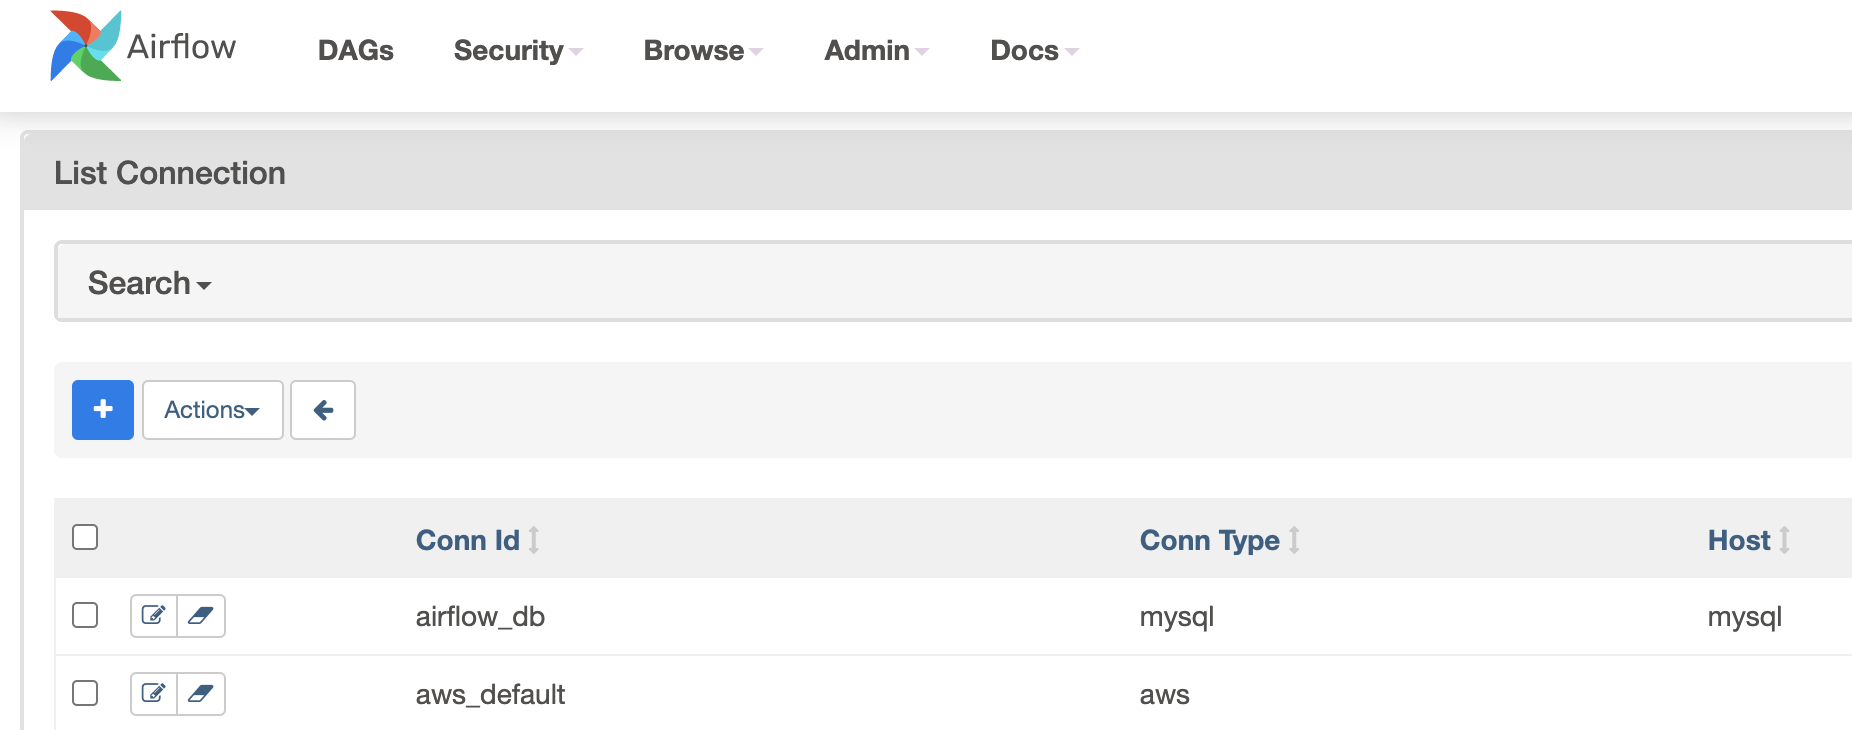 Airflow DAGs Security Browse Admin Docs
List Connection
Search
Actions
Conn Id Conn Type Host
airflow_db mysql mysql
aws_default aws